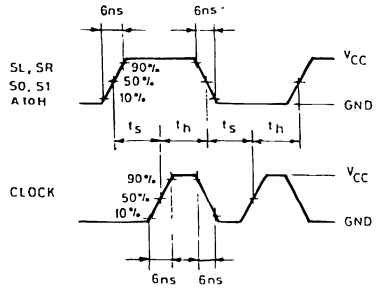 6ns 6ns
SL, SR
S0, S1
A to H
90%
50%
10%
VCC
GND
ts th ts th
CLOCK
90%
50%
10%
VCC
GND
6ns 6ns